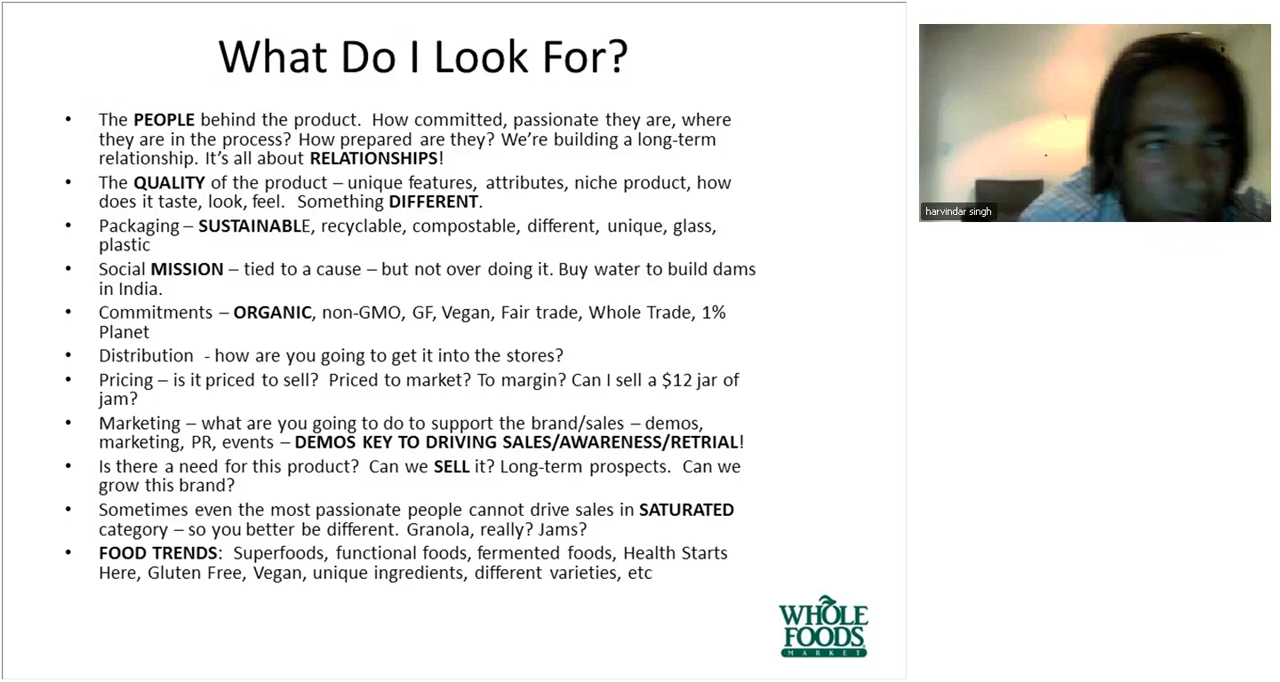 What Do I Look For?
• The PEOPLE behind the product. How committed, passionate they are, where
they are in the process? How prepared are they? We’re building a long-term
relationship. It’s all about RELATIONSHIPS!
• The QUALITY of the product – unique features, attributes, niche product, how
does it taste, look, feel. Something DIFFERENT.
• Packaging – SUSTAINABLE, recyclable, compostable, different, unique, glass,
plastic
• Social MISSION – tied to a cause – but not over doing it. Buy water to build dams
in India.
• Commitments – ORGANIC, non-GMO, GF, Vegan, Fair trade, Whole Trade, 1%
Planet
• Distribution - how are you going to get it into the stores?
• Pricing – is it priced to sell? Priced to market? To margin? Can I sell a $12 jar of
jam?
• Marketing – what are you going to do to support the brand/sales – demos,
marketing, PR, events – DEMOS KEY TO DRIVING SALES/AWARENESS/RETRIAL!
• Is there a need for this product? Can we SELL it? Long-term prospects. Can we
grow this brand?
• Sometimes even the most passionate people cannot drive sales in SATURATED
category – so you better be different. Granola, really? Jams?
• FOOD TRENDS: Superfoods, functional foods, fermented foods, Health Starts
Here, Gluten Free, Vegan, unique ingredients, different varieties, etc
WHOLE
FOODS
MARKET
harvindar singh